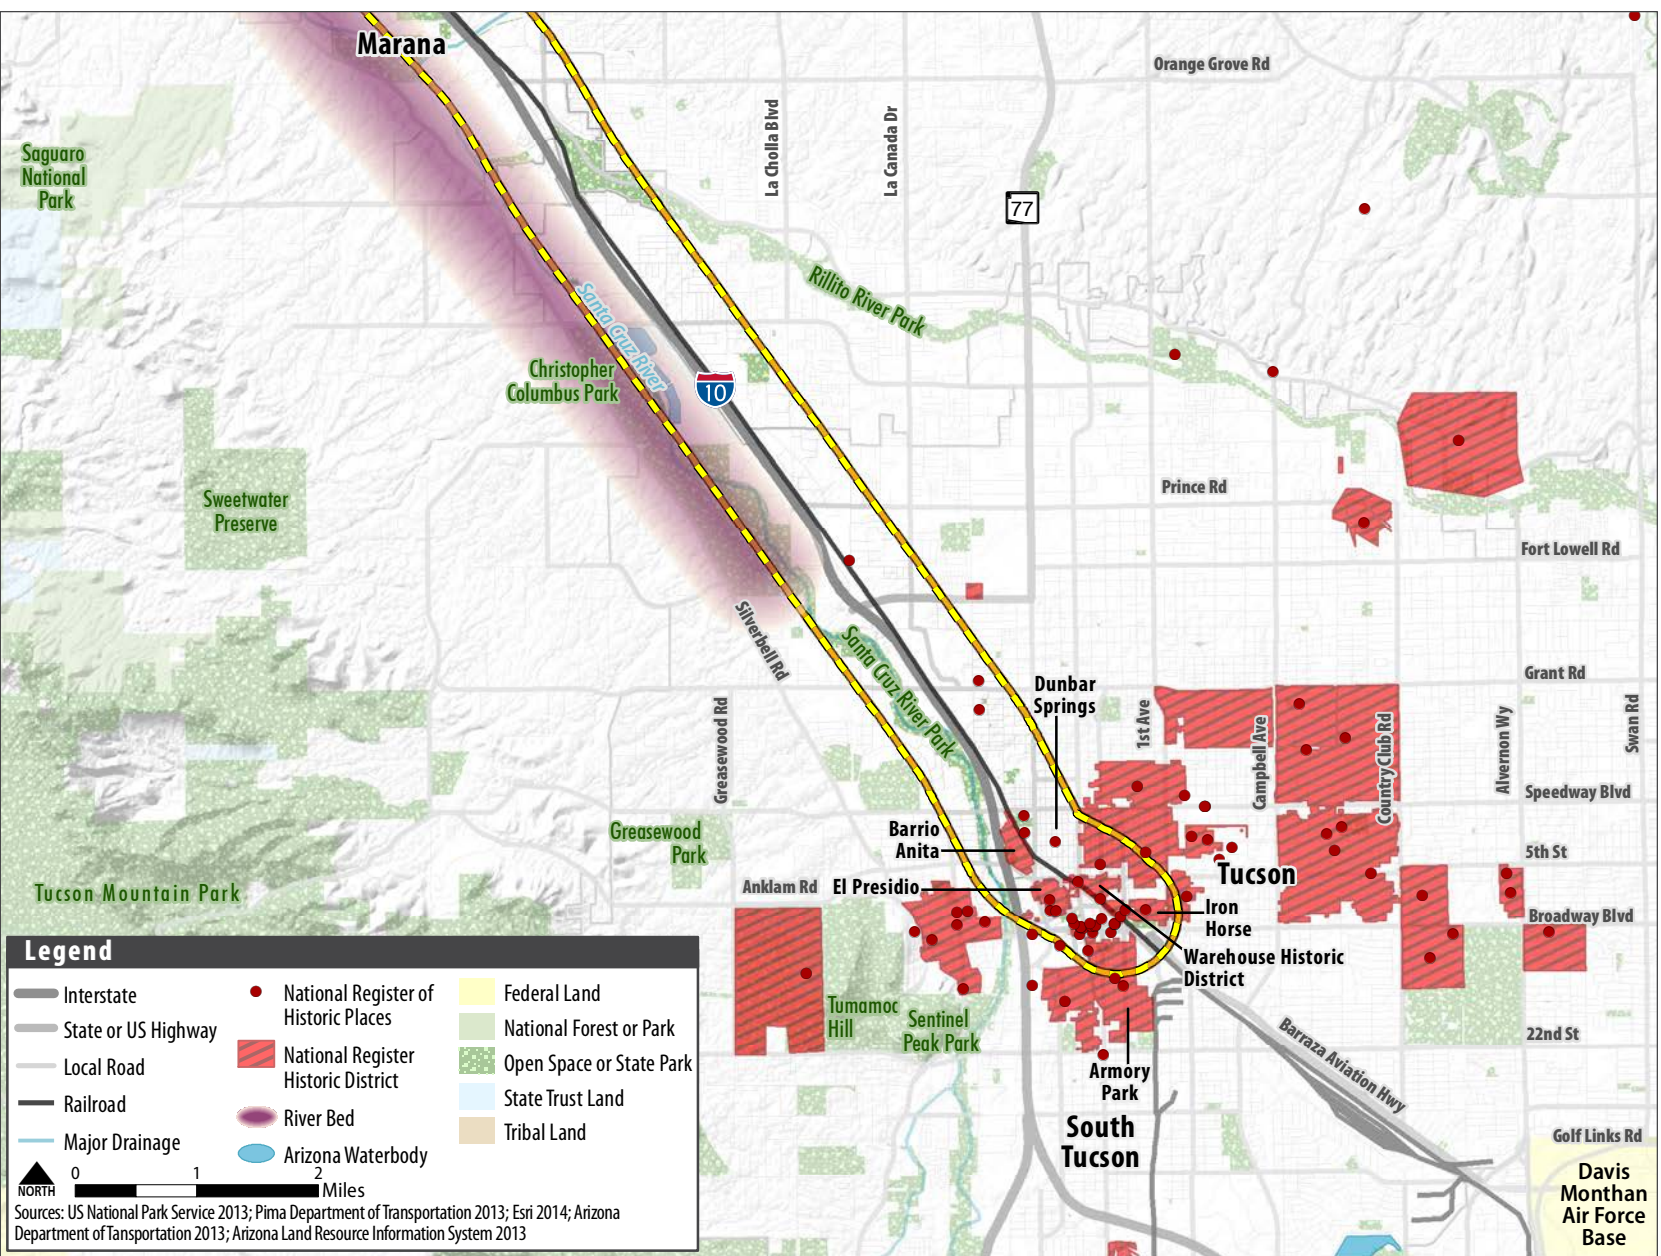 Marana
Orange Grove Rd
La Cholla Blvd
La Canada Dr
Saguaro
National
Park
77
Rillito River Park
Santa Cruz River
Christopher
Columbus Park
10
Sweetwater
Preserve
Prince Rd
Fort Lowell Rd
Silverbell Rd
Santa Cruz River Park
Grant Rd
Dunbar
Springs
Greasewood Rd
1st Ave
Campbell Ave
Country Club Rd
Alvernon Wy
Swan Rd
Speedway Blvd
Greasewood
Park
Barrio
Anita
5th St
Tucson
Tucson Mountain Park
Anklam Rd
El Presidio
Iron
Horse
Broadway Blvd
Warehouse Historic
District
Tumamoc
Hill
Sentinel
Peak Park
22nd St
Barraza Aviation Hwy
Armory
Park
South
Tucson
Golf Links Rd
Davis
Monthan
Air Force
Base
Legend
Interstate
State or US Highway
Local Road
Railroad
Major Drainage
National Register of
Historic Places
National Register
Historic District
River Bed
Arizona Waterbody
Federal Land
National Forest or Park
Open Space or State Park
State Trust Land
Tribal Land
NORTH
0 1 2
Miles
Sources: US National Park Service 2013; Pima Department of Transportation 2013; Esri 2014; Arizona
Department of Tansportation 2013; Arizona Land Resource Information System 2013